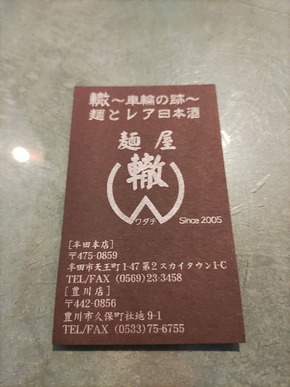 轍～車輪の跡～
麺とレア日本酒
麺屋
轍
ワダチ
Since 2005
[半田本店]
〒475-0859
半田市天王町1-47 第2スカイタウン1-C
TEL/FAX (0569)23-3458
[豊川店]
〒442-0856
豊川市久保町社地 9-1
TEL/FAX (0533)75-6755